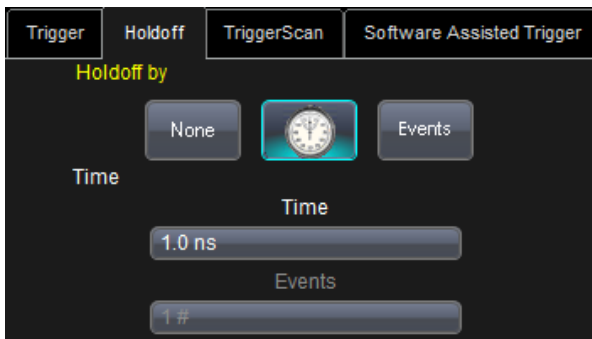 Trigger Holdoff TriggerScan Software Assisted Trigger
Holdoff by
None Events
Time
Time
1.0 ns
Events
1 #